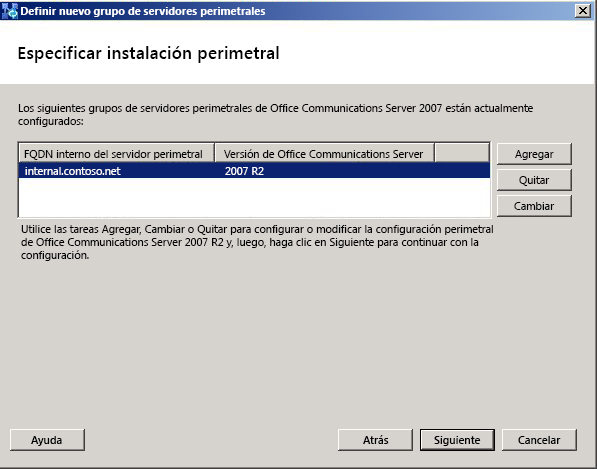 Definir nuevo grupo de servidores perimetrales
Especificar instalación perimetral
Los siguientes grupos de servidores perimetrales de Office Communications Server 2007 están actualmente
configurados:
FQDN interno del servidor perimetral Versión de Office Communications Server
internal.contoso.net 2007 R2
Agregar
Quitar
Cambiar
Utilice las tareas Agregar, Cambiar o Quitar para configurar o modificar la configuración perimetral
de Office Communications Server 2007 R2 y, luego, haga clic en Siguiente para continuar con la
configuración.
Ayuda Atrás Siguiente Cancelar